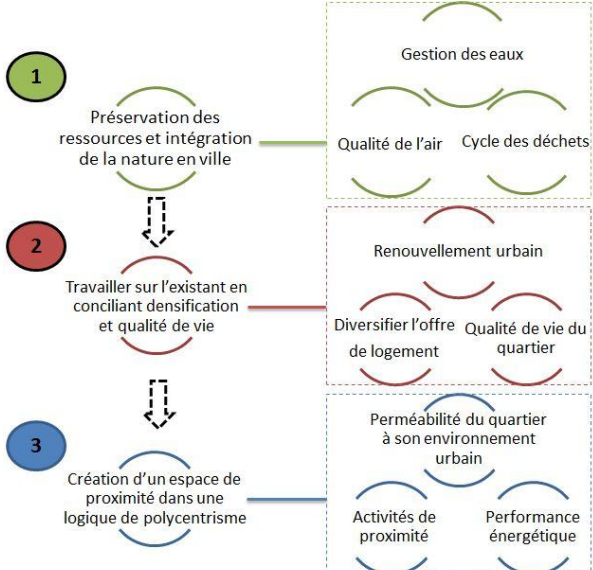 1
Préservation des
ressources et intégration
de la nature en ville
Gestion des eaux
Qualité de l'air
Cycle des déchets
2
Travailler sur l'existant en
conciliant densification
et qualité de vie
Renouvellement urbain
Diversifier l'offre
de logement
Qualité de vie du
quartier
3
Création d'un espace de
proximité dans une
logique de polycentrisme
Perméabilité du quartier
à son environnement
urbain
Activités de
proximité
Performance
énergétique